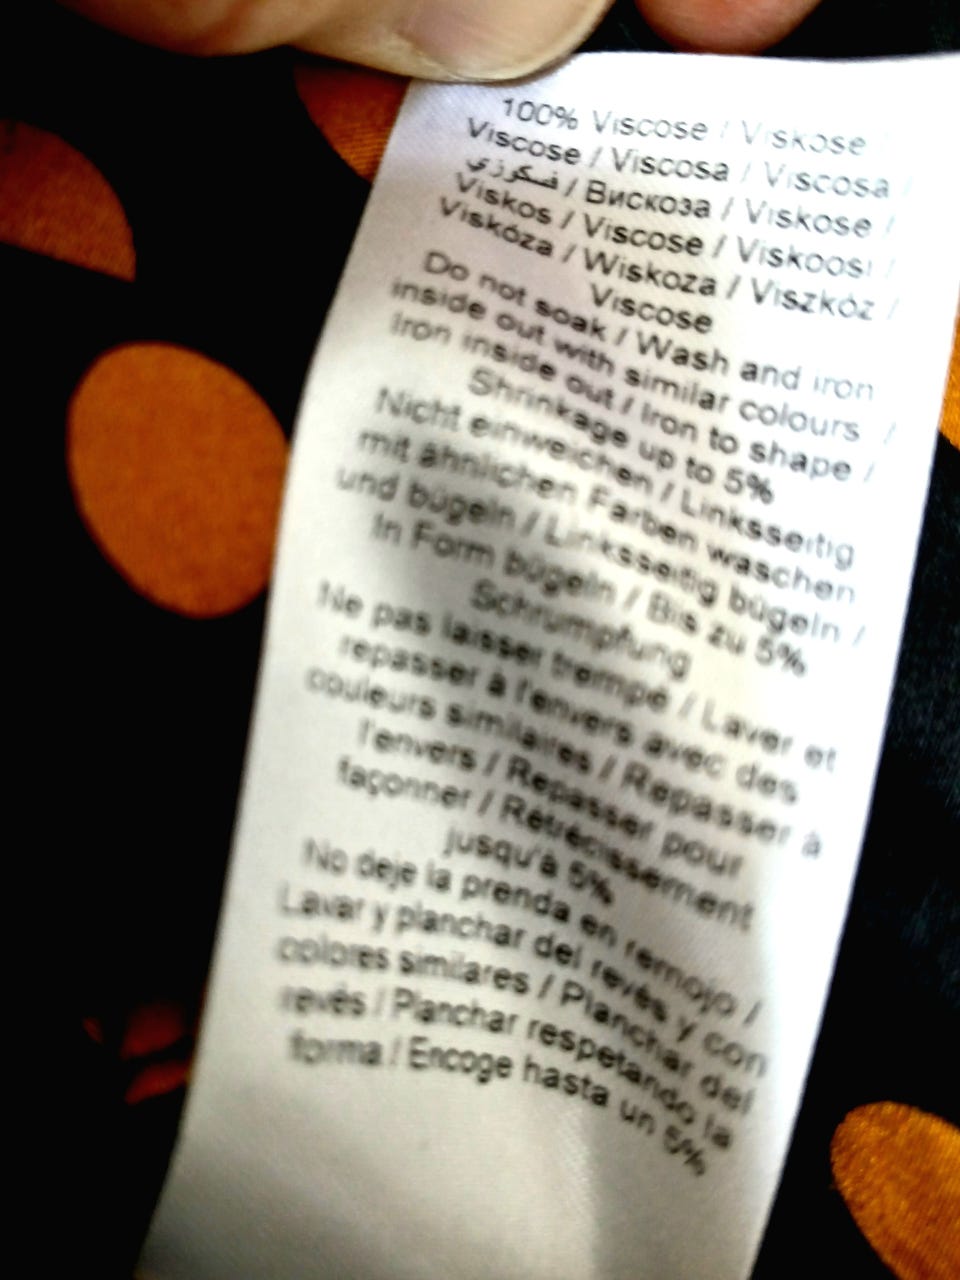 100% Viscose / Viskose /
Viscose / Viscosa / Viscosa /
فسكوزي / Вискоза / Viskose /
Viskos / Viscose / Viskoosi /
Viskóza / Wiskoza / Viszkóz /
Viscose
Do not soak / Wash and iron
inside out with similar colours /
Iron inside out / Iron to shape /
Shrinkage up to 5%
Nicht einweichen / Linksseitig
mit ähnlichen Farben waschen
und bügeln / Linksseitig bügeln /
In Form bügeln / Bis zu 5%
Schrumpfung
Ne pas laisser trempe / Laver et
repasser à l'envers avec des
couleurs similaires / Repasser à
l'envers / Repasser pour
façonner / Rétrécissement
jusqu'à 5%
No deje la prenda en remojo /
Lavar y planchar del revés y con
colores similares / Planchar del
revés / Planchar respetando la
forma / Encoge hasta un 5%